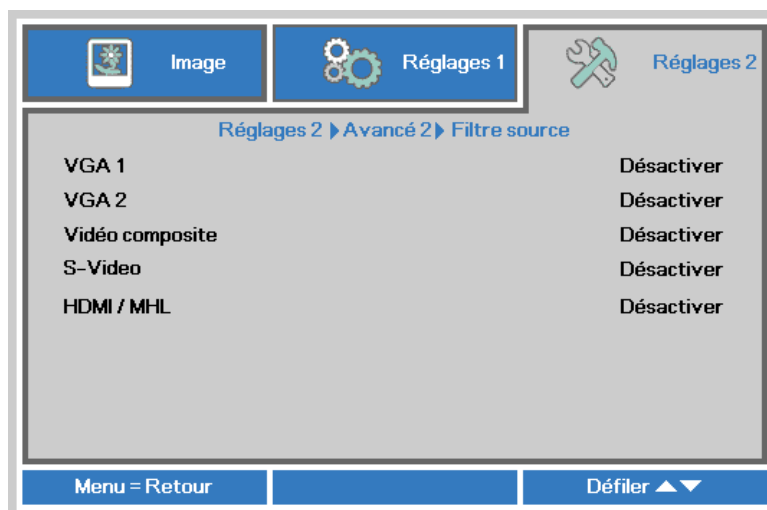 Image
Réglages 1
Réglages 2
Réglages 2 ▶ Avancé 2 ▶ Filtre source
VGA 1 Désactiver
VGA 2 Désactiver
Vidéo composite Désactiver
S-Video Désactiver
HDMI / MHL Désactiver
Menu = Retour
Défiler ▲▼